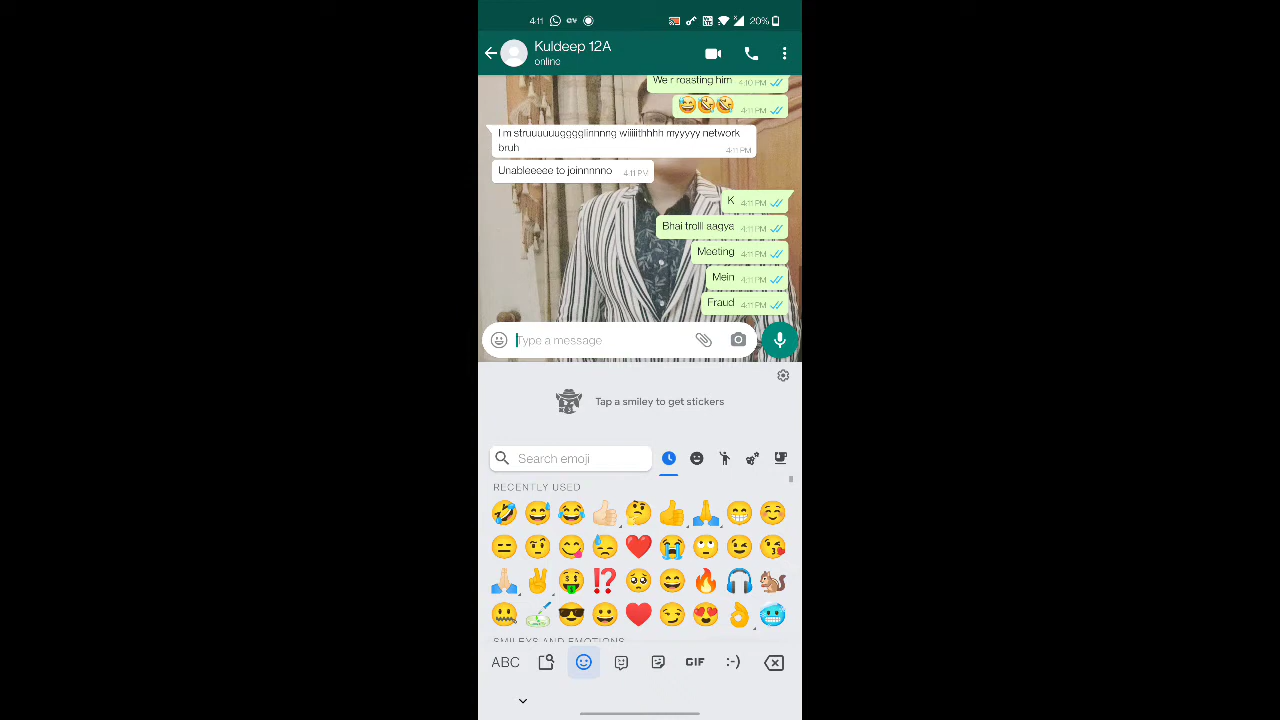 4:11
20%
Kuldeep 12A
online
We r roasting him 4:10 PM
4:11 PM
I m struuuuuugggglinnnng wiiiiithhhh myyyyy network
bruh 4:11 PM
Unableeeee to joinnnnno 4:11 PM
K 4:11 PM
Bhai trolll aagya 4:11 PM
Meeting 4:11 PM
Mein 4:11 PM
Fraud 4:11 PM
Type a message
Tap a smiley to get stickers
Search emoji
RECENTLY USED
SMILEYS AND EMOTIONS
ABC GIF :-)